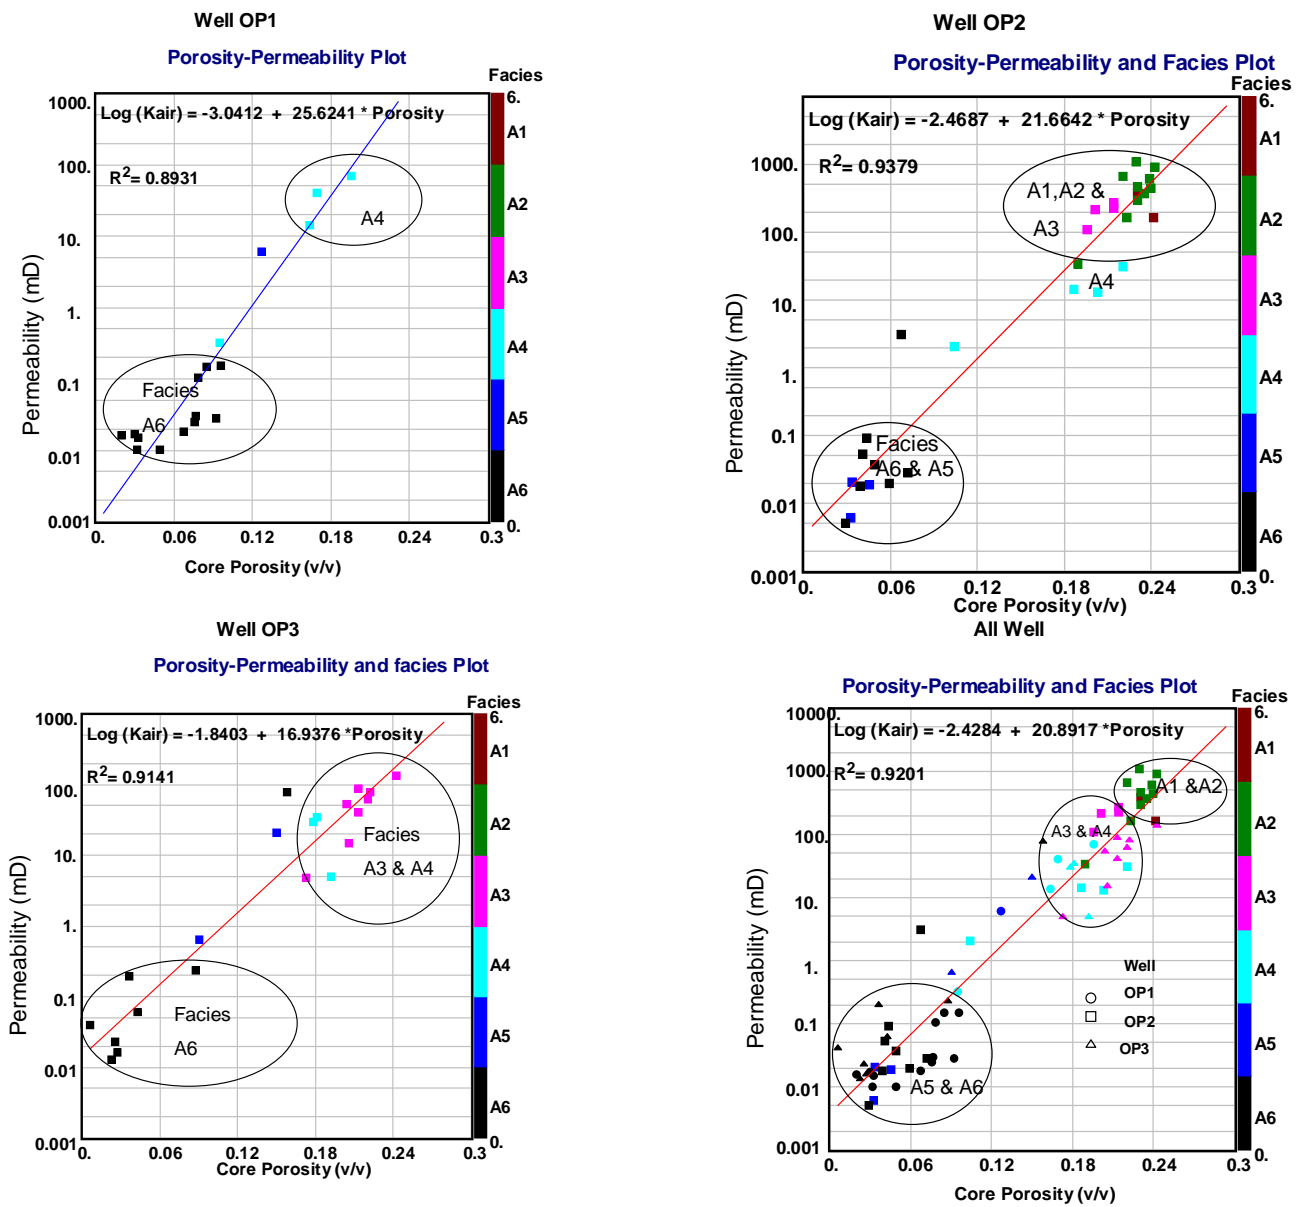 Well OP1
Porosity-Permeability Plot
Facies
Log (Kair) = -3.0412 + 25.6241 * Porosity
R2= 0.8931
1000.
100.
10.
1.
0.1
0.01
0.001
Permeability (mD)
A4
Facies
A6
0. 0.06 0.12 0.18 0.24 0.3
Core Porosity (v/v)
6.
A1
A2
A3
A4
A5
A6
0.
Well OP2
Porosity-Permeability and Facies Plot
Facies
Log (Kair) = -2.4687 + 21.6642 * Porosity
R2= 0.9379
1000.
100.
10.
1.
0.1
0.01
0.001
Permeability (mD)
A1,A2 &
A3
A4
Facies
A6 & A5
0. 0.06 0.12 0.18 0.24 0.3
Core Porosity (v/v)
6.
A1
A2
A3
A4
A5
A6
0.
Well OP3
Porosity-Permeability and facies Plot
Facies
Log (Kair) = -1.8403 + 16.9376 *Porosity
R2= 0.9141
1000.
100.
10.
1.
0.1
0.01
0.001
Permeability (mD)
Facies
A3 & A4
Facies
A6
0. 0.06 0.12 0.18 0.24 0.3
Core Porosity (v/v)
6.
A1
A2
A3
A4
A5
A6
0.
All Well
Porosity-Permeability and Facies Plot
Facies
Log (Kair) = -2.4284 + 20.8917 *Porosity
R2= 0.9201
10000.
1000.
100.
10.
1.
0.1
0.01
0.001
Permeability (mD)
A1 &A2
A3 & A4
Well
OP1
OP2
OP3
A5 & A6
0. 0.06 0.12 0.18 0.24 0.3
Core Porosity (v/v)
6.
A1
A2
A3
A4
A5
A6
0.